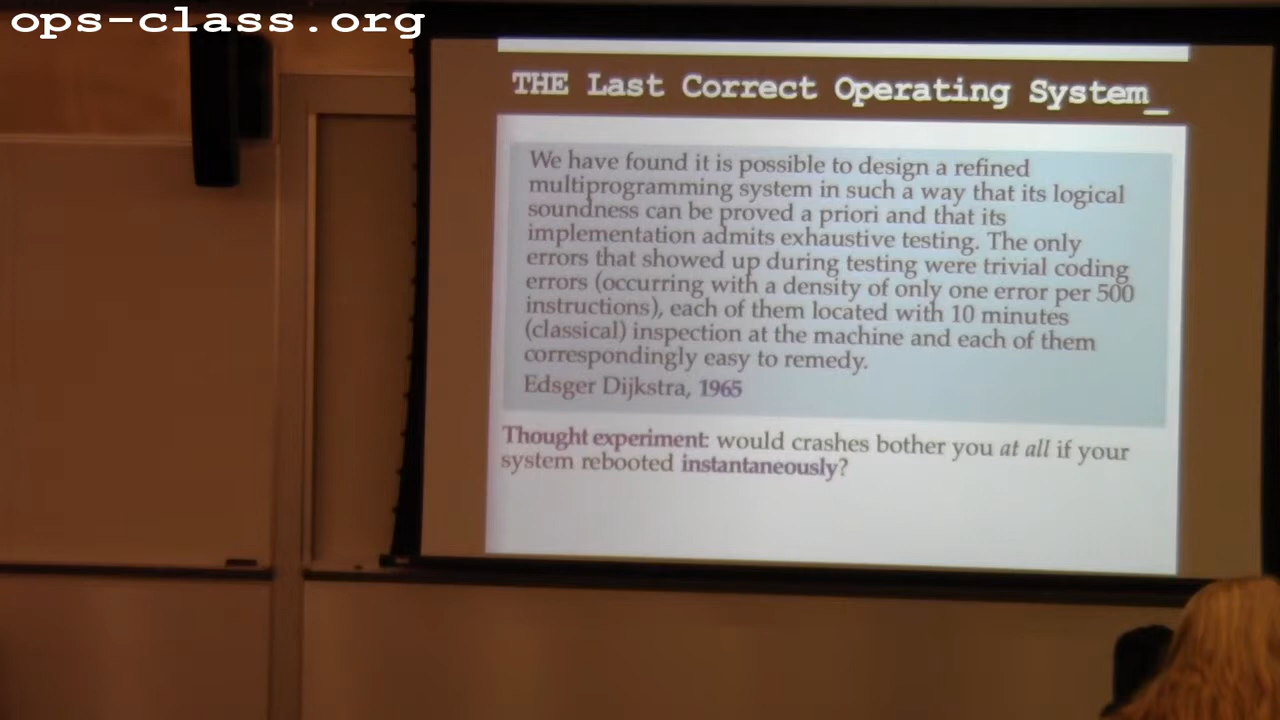 ops-class.org
THE Last Correct Operating System_
We have found it is possible to design a refined
multiprogramming system in such a way that its logical
soundness can be proved a priori and that its
implementation admits exhaustive testing. The only
errors that showed up during testing were trivial coding
errors (occurring with a density of only one error per 500
instructions), each of them located with 10 minutes
(classical) inspection at the machine and each of them
correspondingly easy to remedy.
Edsger Dijkstra, 1965
Thought experiment: would crashes bother you at all if your
system rebooted instantaneously?